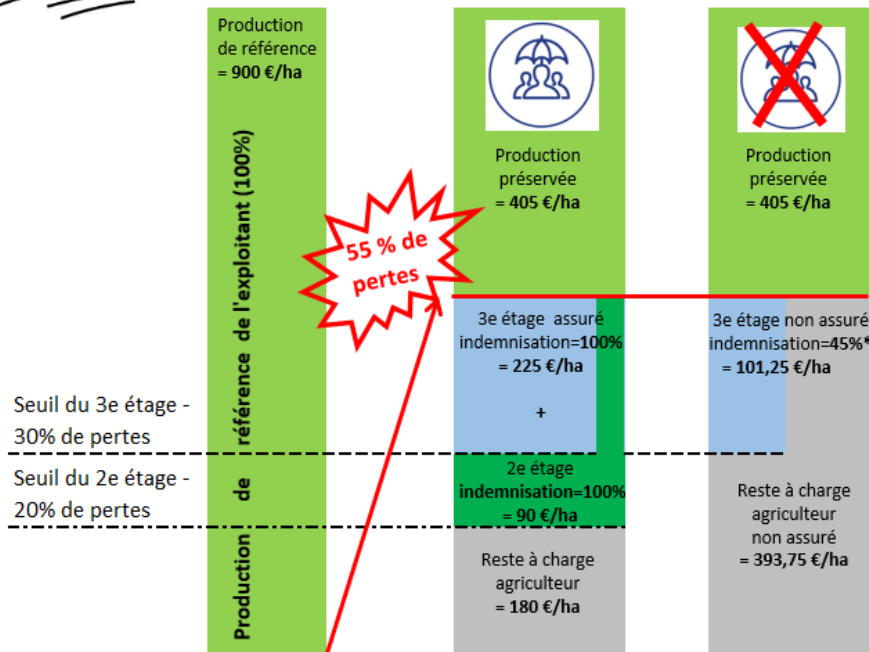 Production
de référence
= 900 €/ha
Production de référence de l'exploitant (100%)
55 % de
pertes
Production
préservée
= 405 €/ha
Production
préservée
= 405 €/ha
3e étage assuré
indemnisation=100%
= 225 €/ha
+
3e étage non assuré
indemnisation=45%*
= 101,25 €/ha
Seuil du 3e étage -
30% de pertes
Seuil du 2e étage -
20% de pertes
2e étage
indemnisation=100%
= 90 €/ha
Reste à charge
agriculteur
= 180 €/ha
Reste à charge
agriculteur
non assuré
= 393,75 €/ha